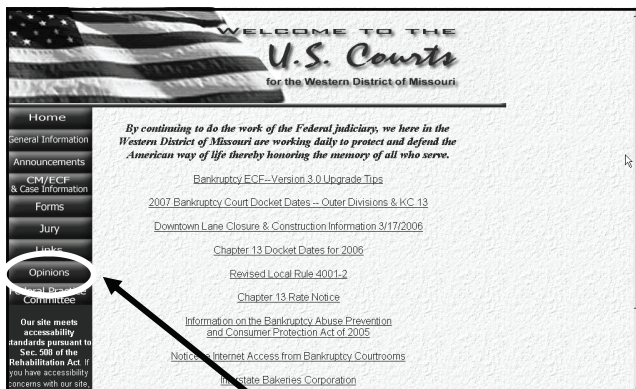 WELCOME TO THE
U.S. Courts
for the Western District of Missouri
Home
General Information
Announcements
CM/ECF
& Case Information
Forms
Jury
Links
Opinions
Federal Practice
Committee
Our site meets
accessability
standards pursuant to
Sec. 508 of the
Rehabilitation Act. If
you have accessibility
concerns with our site,
By continuing to do the work of the Federal judiciary, we here in the
Western District of Missouri are working daily to protect and defend the
American way of life thereby honoring the memory of all who serve.
Bankruptcy ECF--Version 3.0 Upgrade Tips
2007 Bankruptcy Court Docket Dates -- Outer Divisions & KC 13
Downtown Lane Closure & Construction Information 3/17/2006
Chapter 13 Docket Dates for 2006
Revised Local Rule 4001-2
Chapter 13 Rate Notice
Information on the Bankruptcy Abuse Prevention
and Consumer Protection Act of 2005
Notice Internet Access from Bankruptcy Courtrooms
Interstate Bakeries Corporation